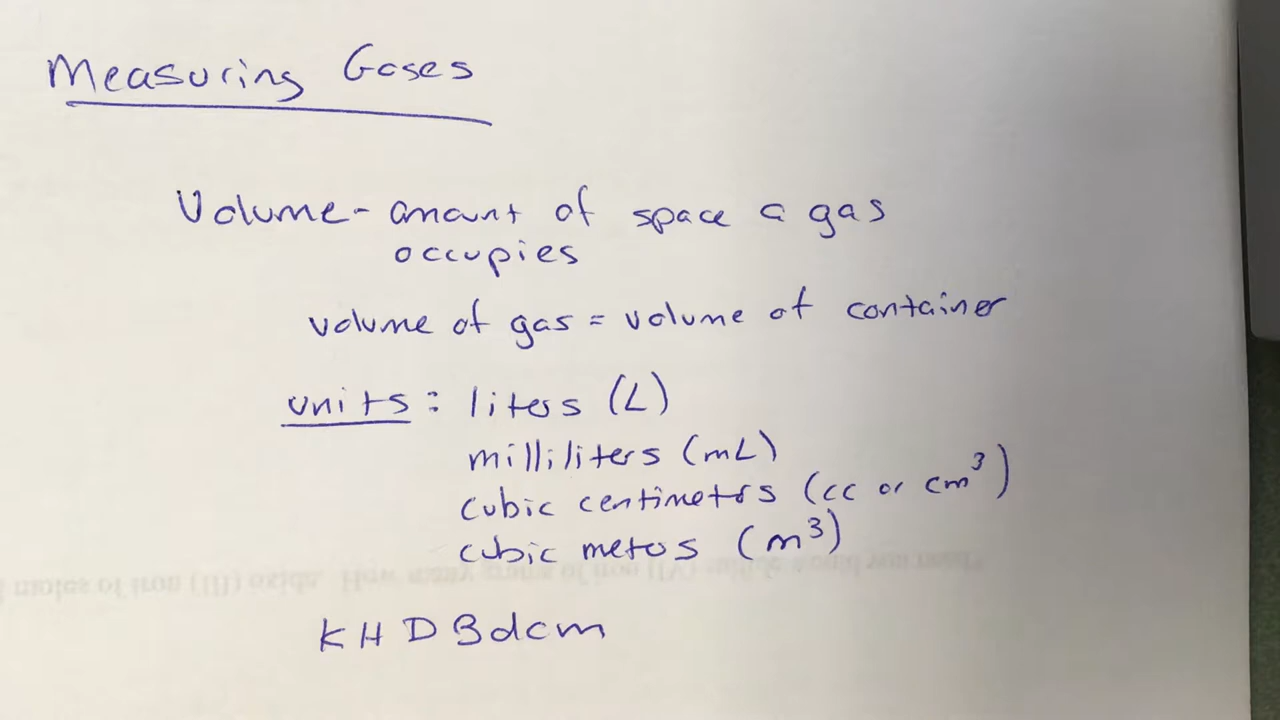 Measuring Gases
Volume - amount of space a gas
occupies
volume of gas = volume of container
units : liters (L)
milliliters (mL)
cubic centimeters (cc or cm³)
cubic meters (m³)
K H D B d c m